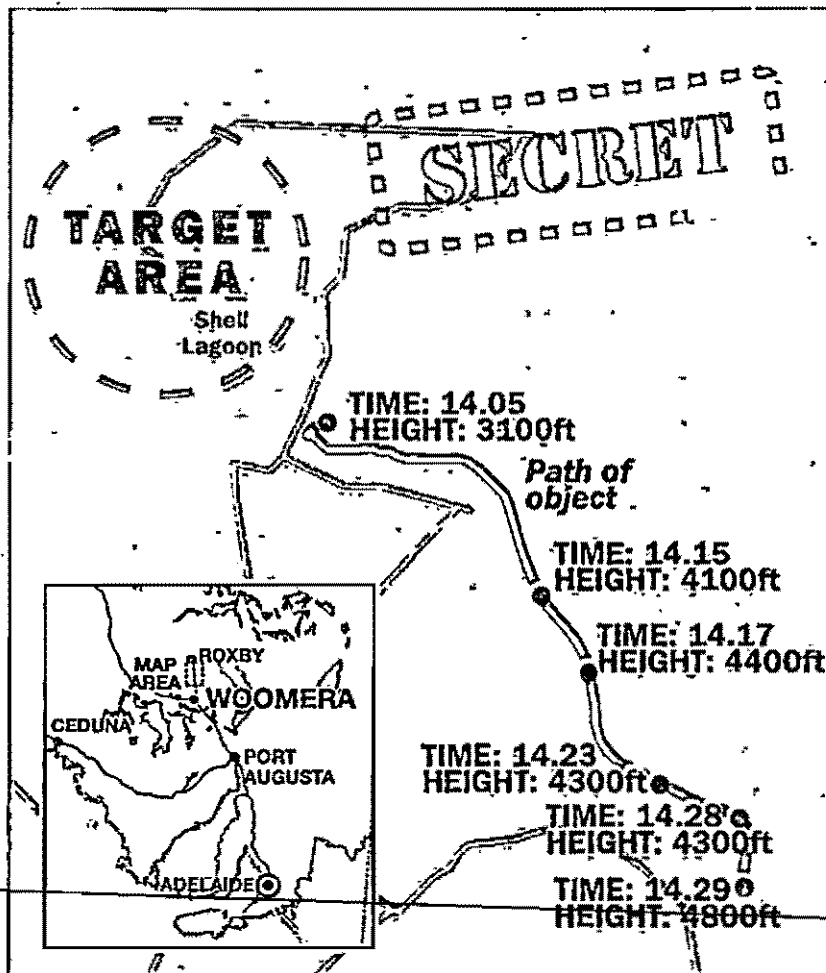 SECRET
TARGET
AREA
Shell
Lagoon
TIME: 14.05
HEIGHT: 3100ft
Path of
object
TIME: 14.15
HEIGHT: 4100ft
TIME: 14.17
HEIGHT: 4400ft
TIME: 14.23
HEIGHT: 4300ft
TIME: 14.28
HEIGHT: 4300ft
TIME: 14.29
HEIGHT: 4800ft
ROXBY
MAP
AREA
WOOMERA
CEDUNA
PORT
AUGUSTA
ADELAIDE